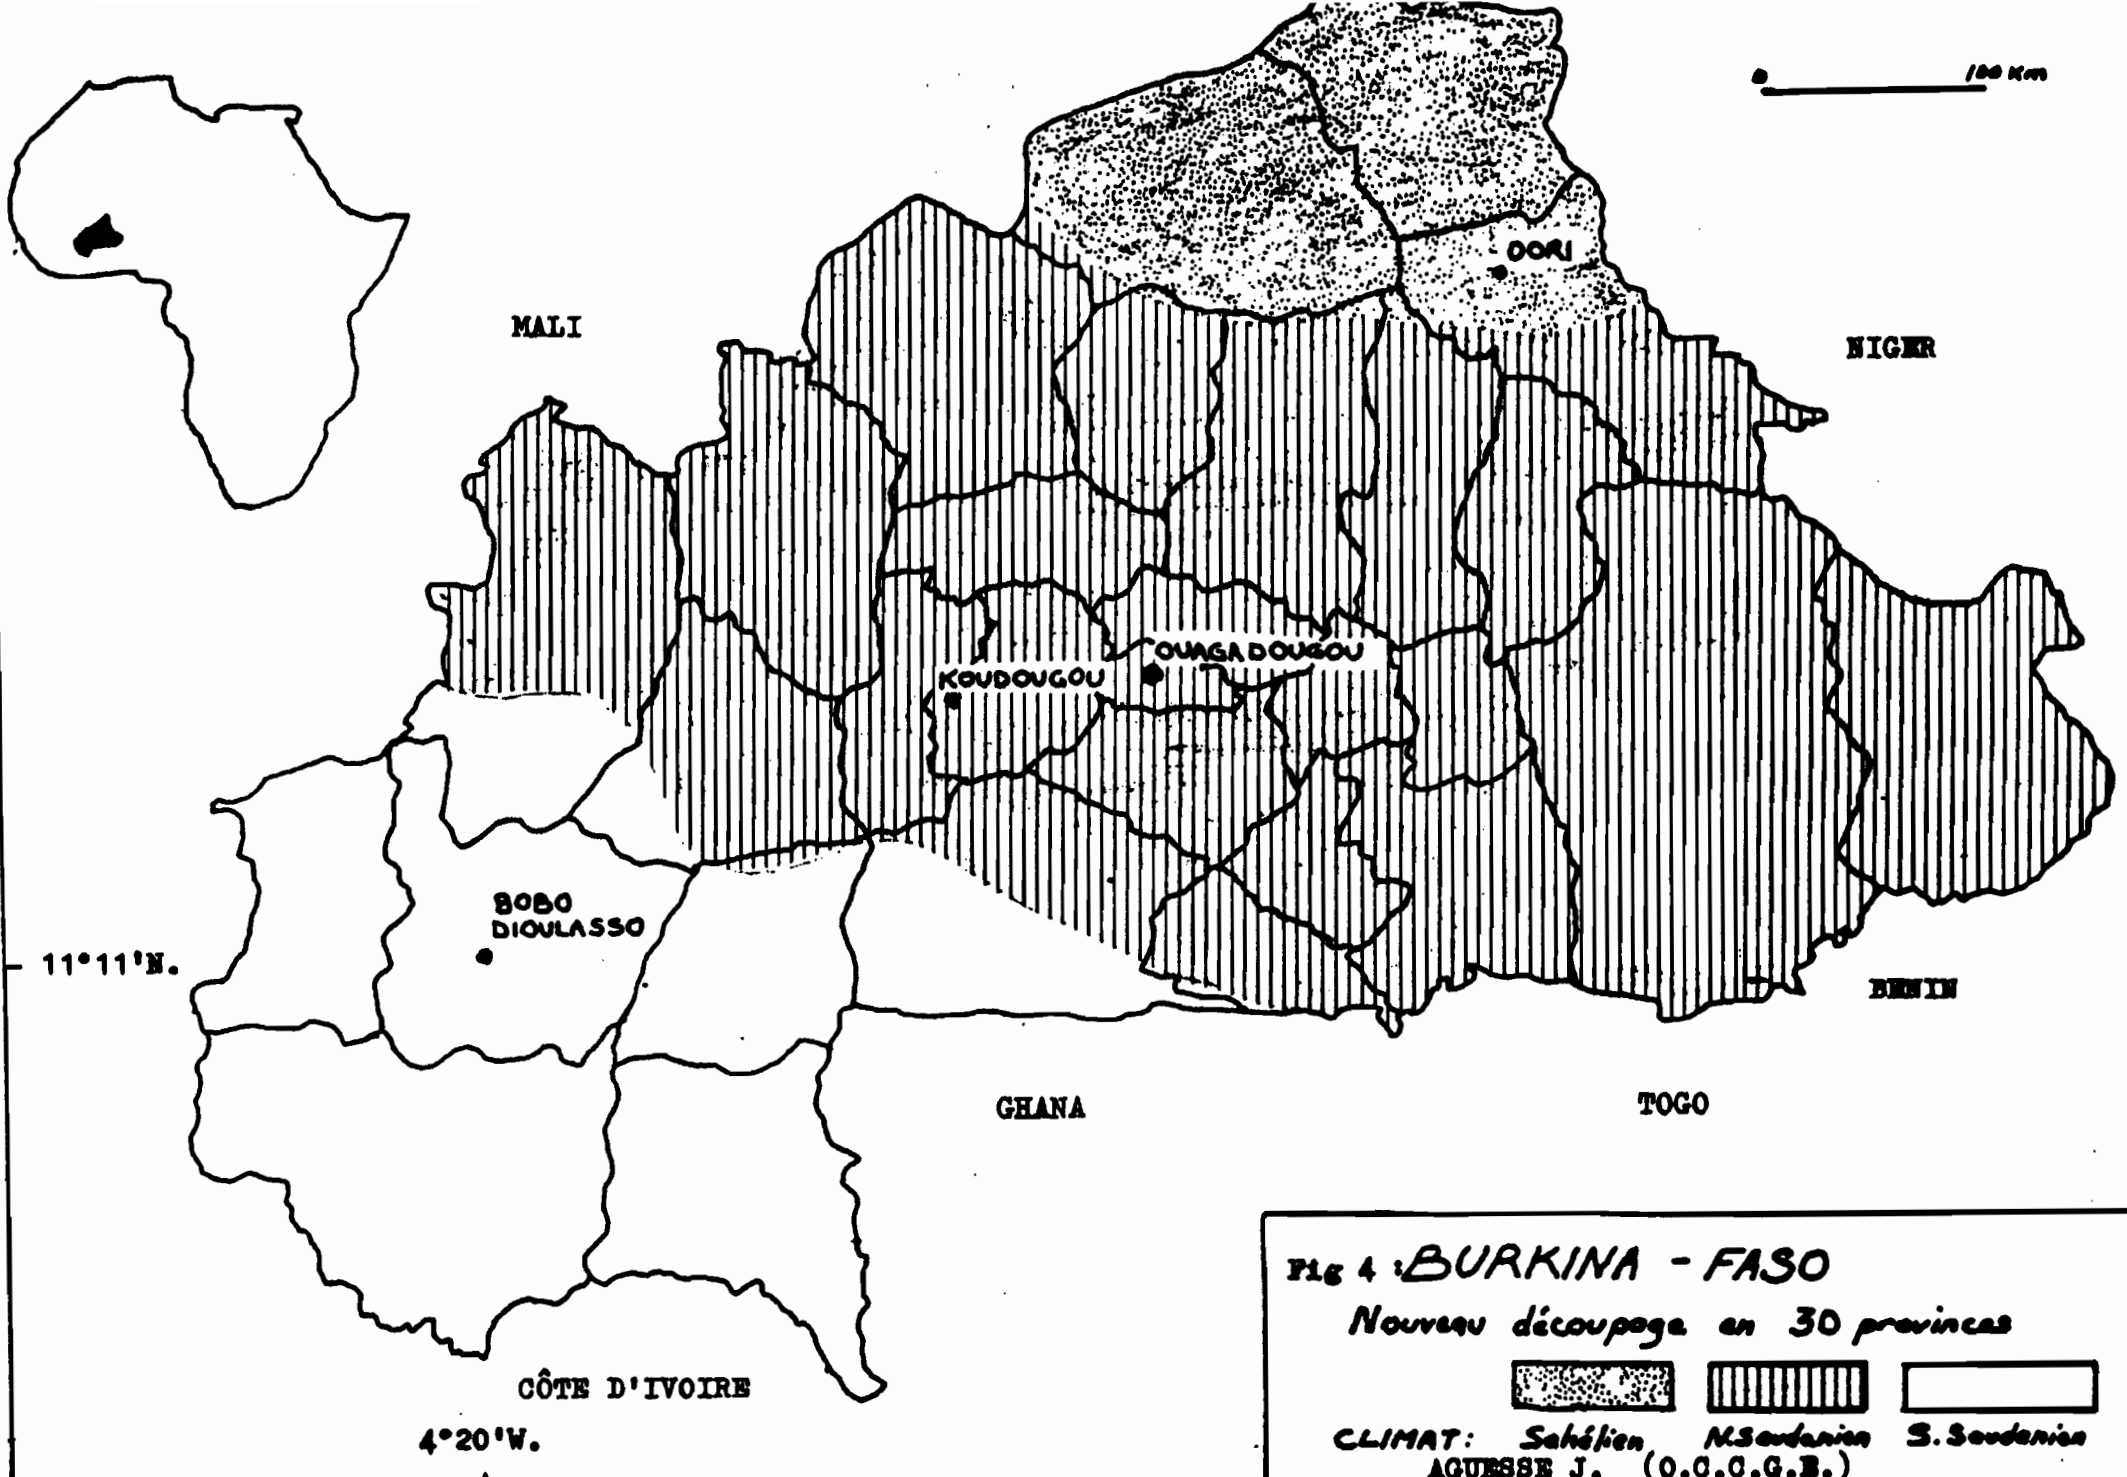 0 100 Km
DORI
MALI
NIGER
OUAGADOUGOU
KOUDOUGOU
BOBO
DIOULASSO
11°11'N.
BENIN
GHANA
TOGO
CÔTE D'IVOIRE
4°20'W.
Fig 4 : BURKINA - FASO
Nouveau découpage en 30 provinces
CLIMAT: Sahélien N.Soudanien S.Soudanien
AGUESSE J. (O.C.C.G.E.)